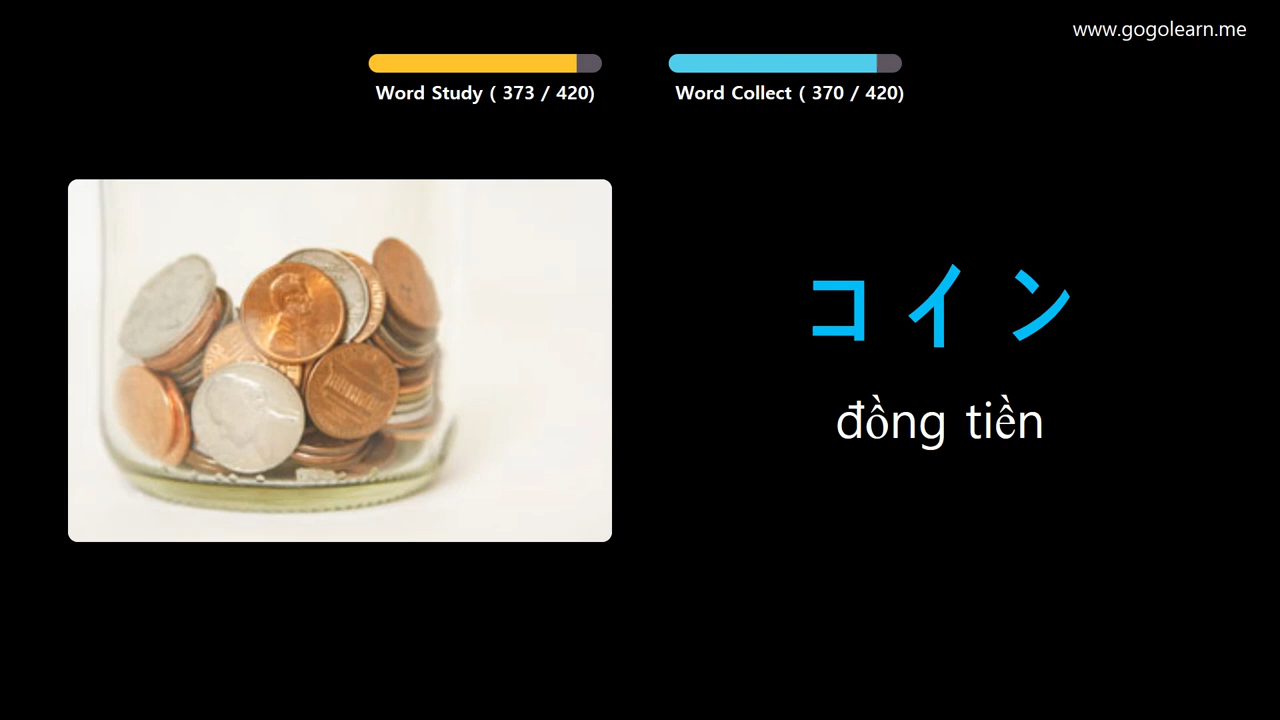 www.gogolearn.me
Word Study ( 373 / 420)
Word Collect ( 370 / 420)
コイン
đồng tiền